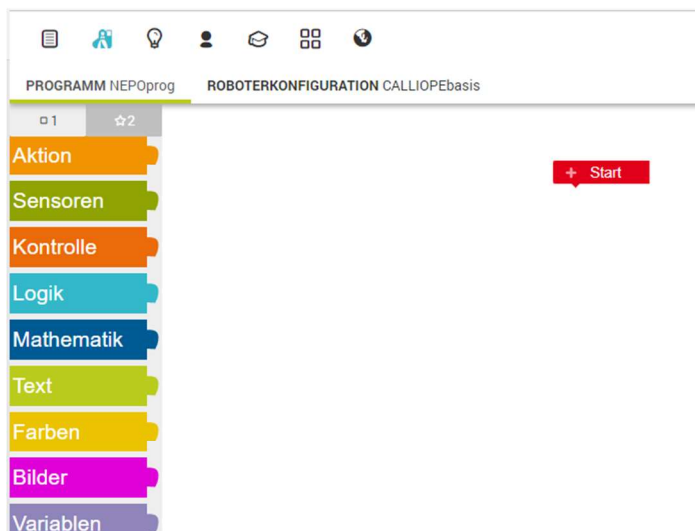 PROGRAMM NEPOprog ROBOTERKONFIGURATION CALLIOPEbasis
1 2
Aktion
Start
Sensoren
Kontrolle
Logik
Mathematik
Text
Farben
Bilder
Variablen